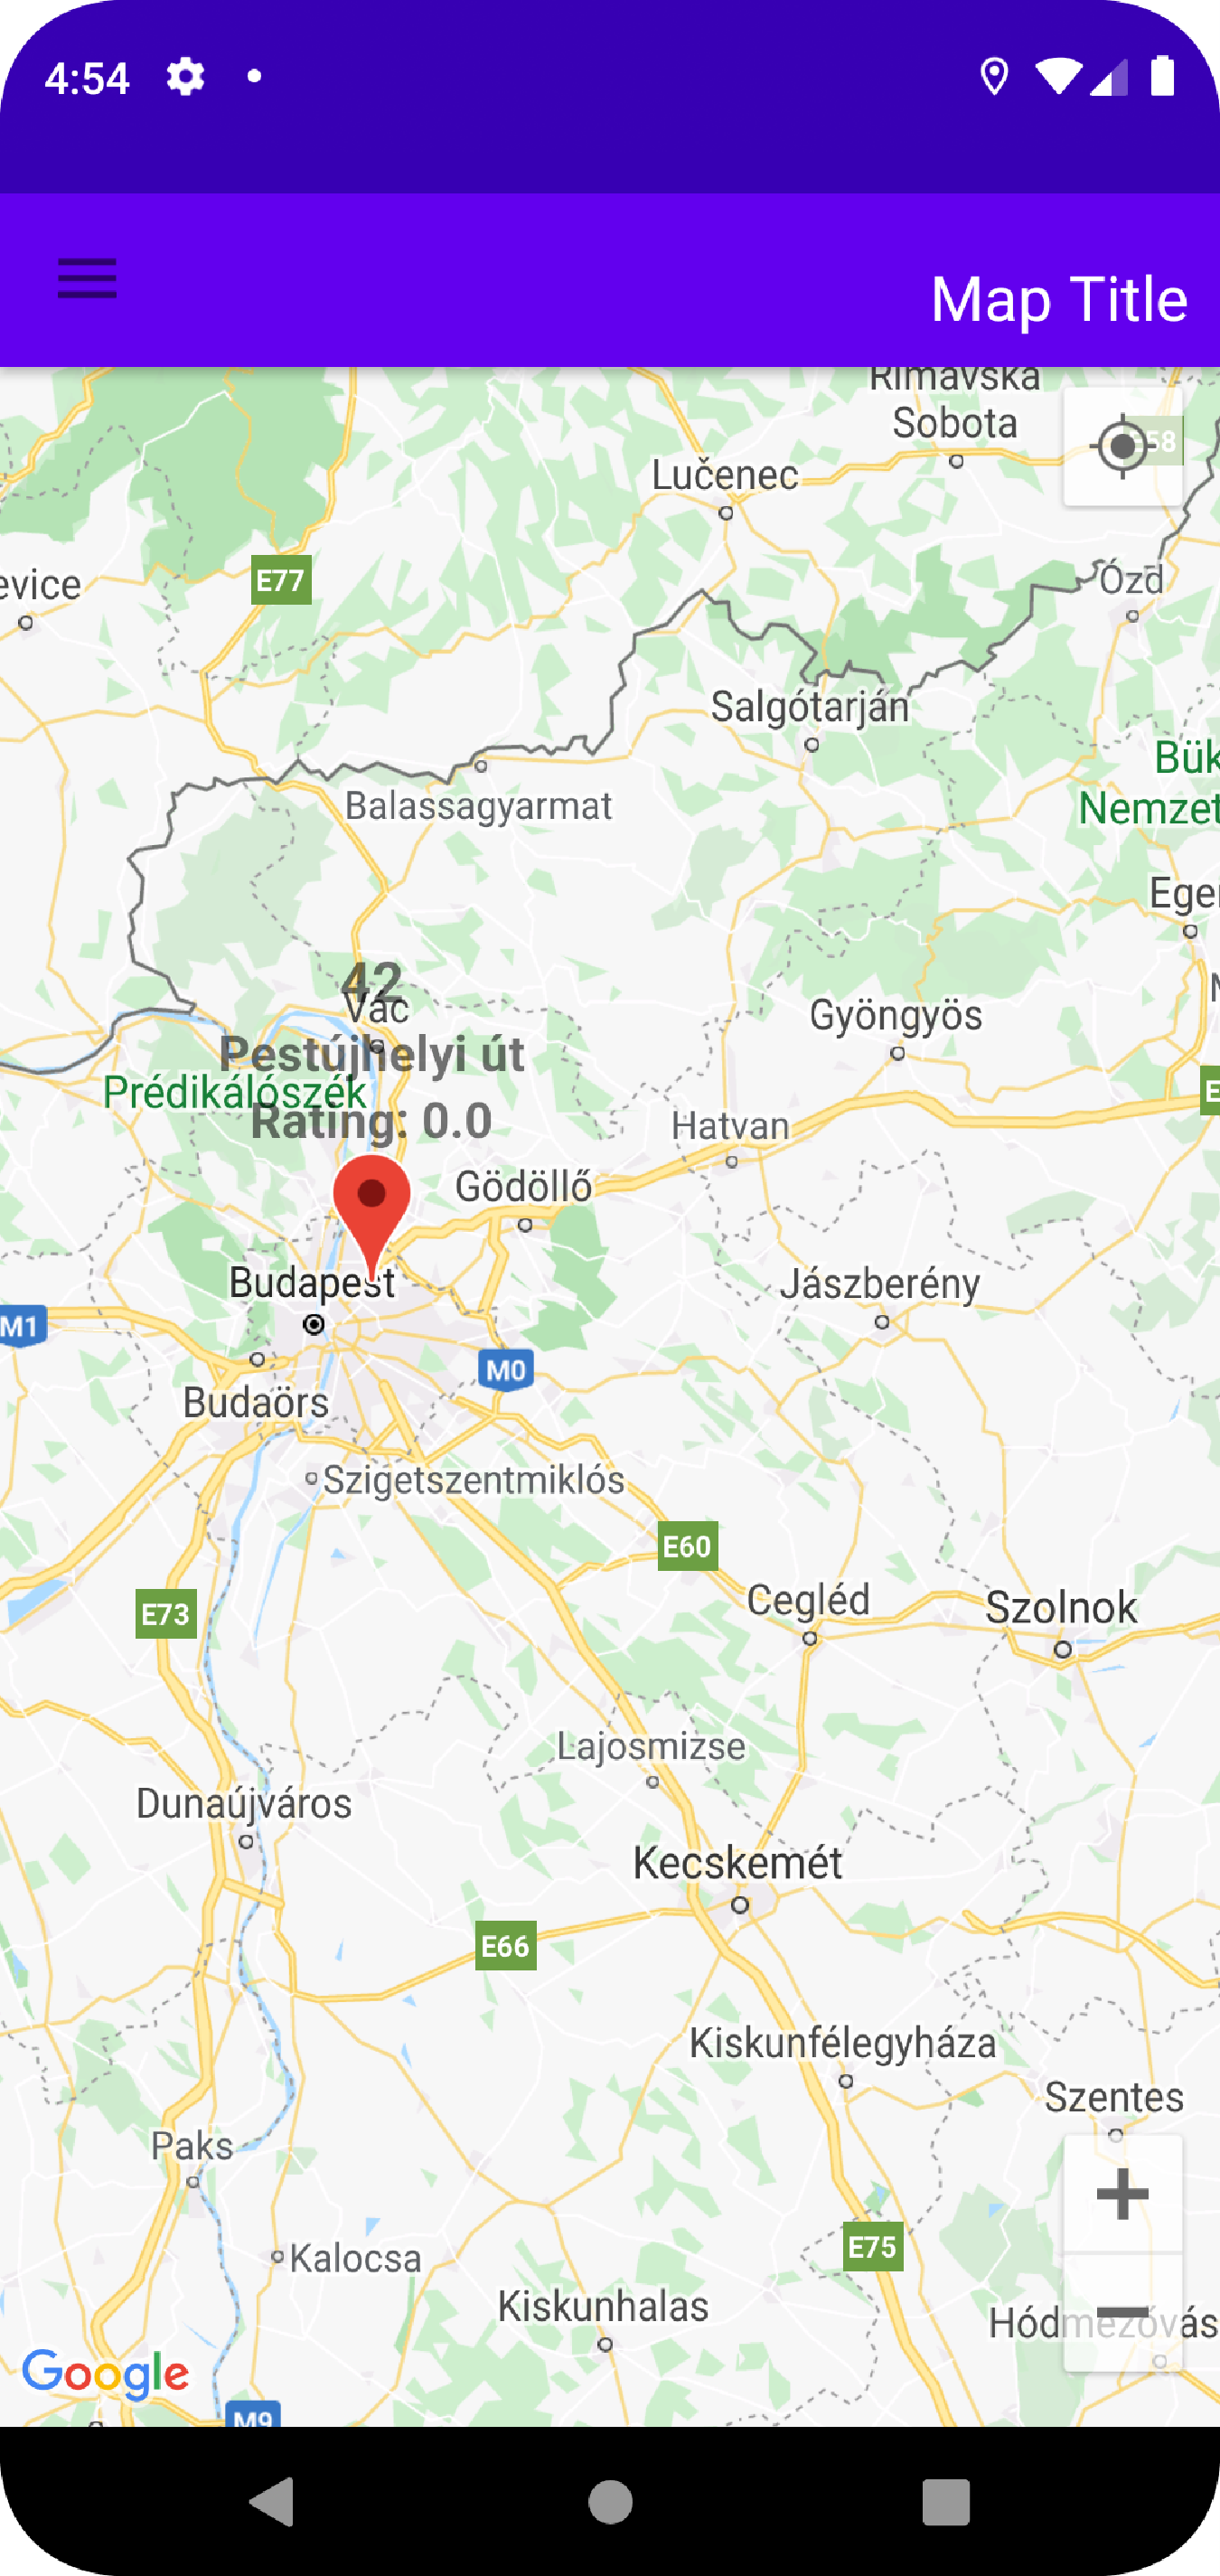 4:54
Map Title
Rimavská
Sobota
E58
Lučenec
E77
evice
Ózd
Salgótarján
Bük
Nemzet
Balassagyarmat
Eger
42
Vác
Gyöngyös
Pestújhelyi út
Prédikálószék
Rating: 0.0
Hatvan
Gödöllő
Budapest
Jászberény
M1
M0
Budaörs
Szigetszentmiklós
E60
E73
Cegléd
Szolnok
Lajosmizse
Dunaújváros
Kecskemét
E66
Kiskunfélegyháza
Szentes
Paks
E75
Kalocsa
Kiskunhalas
Hódmezővás
Google
M9